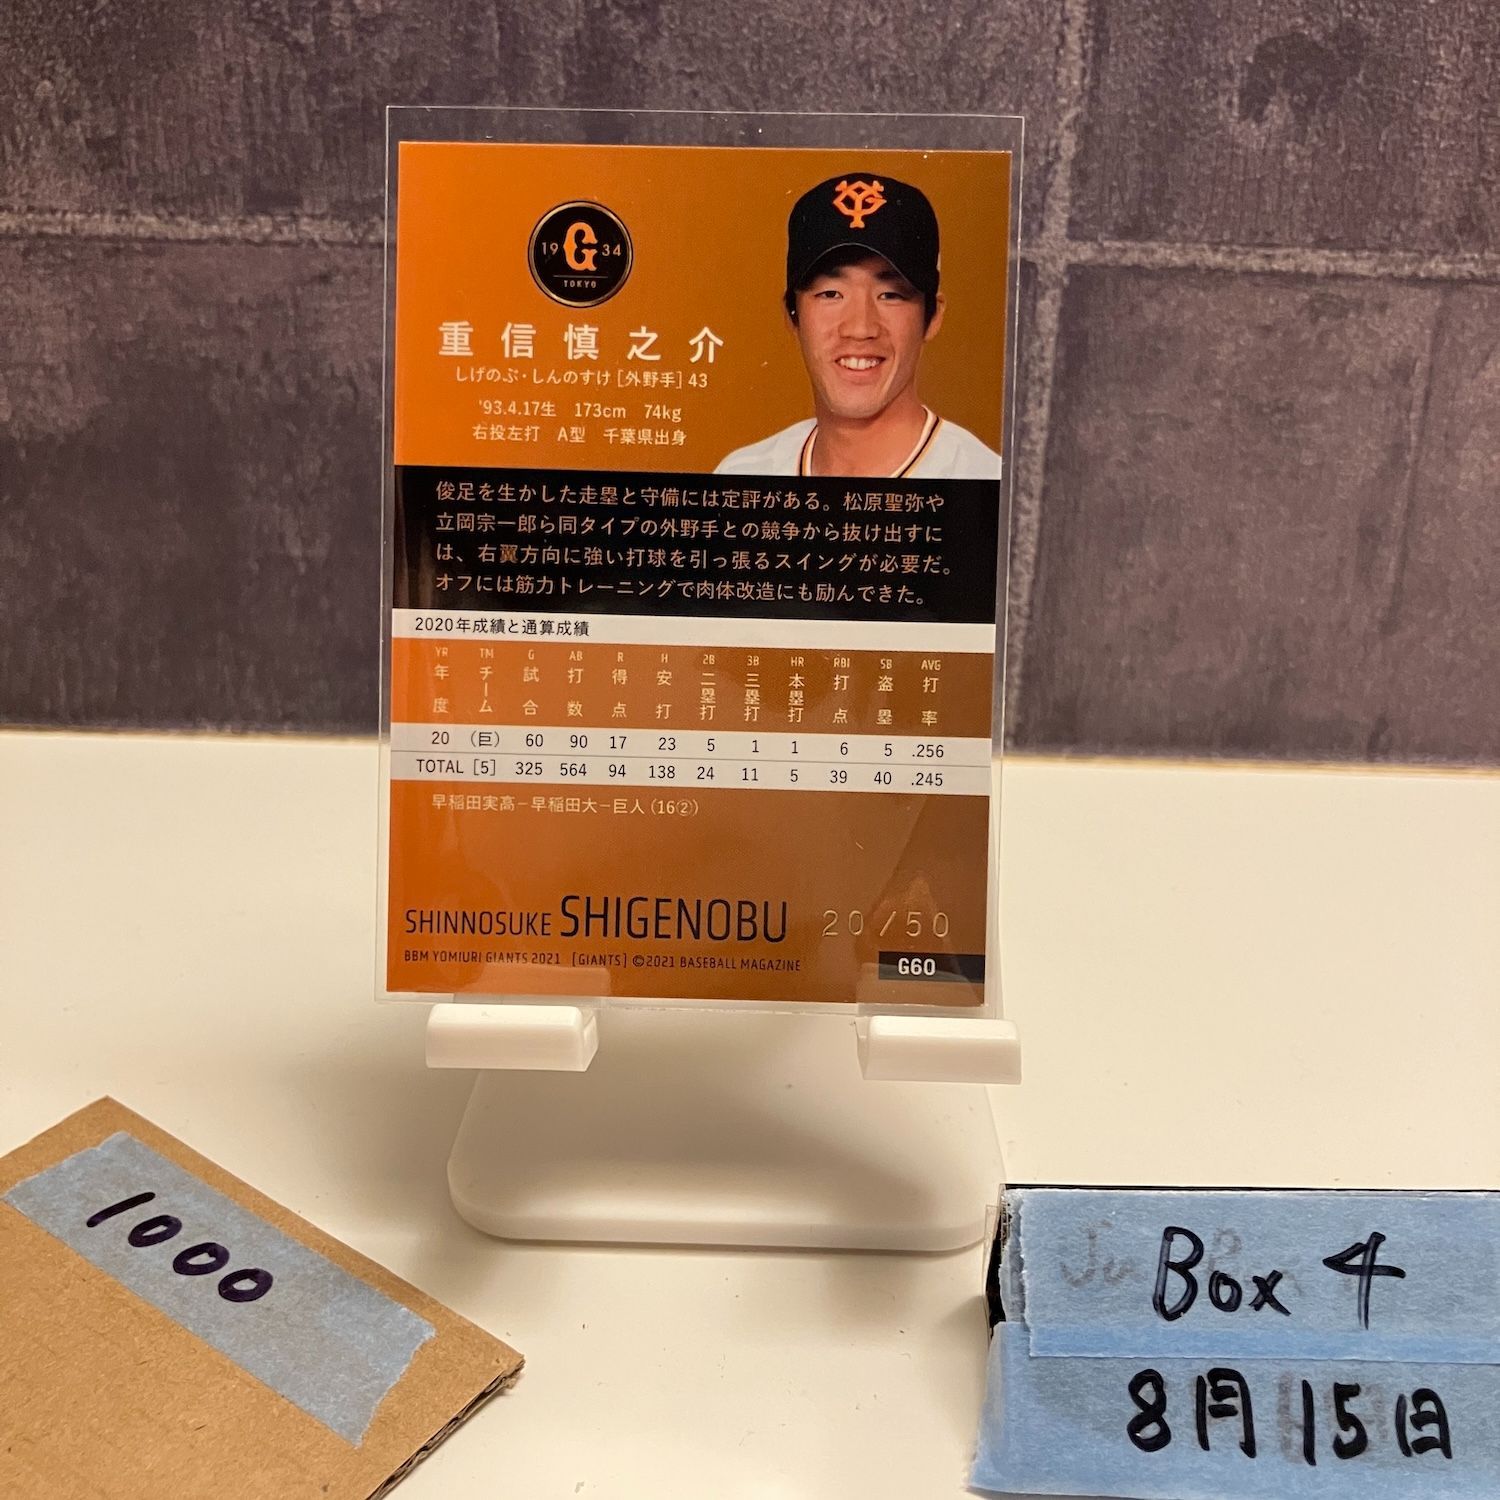 YG
19 G 34
TOKYO
重信慎之介
しげのぶ・しんのすけ [外野手] 43
'93.4.17生 173cm 74kg
右投左打 A型 千葉県出身
俊足を生かした走塁と守備には定評がある。松原聖弥や
立岡宗一郎ら同タイプの外野手との競争から抜け出すに
は、右翼方向に強い打球を引っ張るスイングが必要だ。
オフには筋力トレーニングで肉体改造にも励んできた。
2020年成績と通算成績
YR TM G AB R H 2B 3B HR RBI SB AVG
年度 チーム 試合 打数 得点 安打 二塁打 三塁打 本塁打 打点 盗塁 打率
20 (巨) 60 90 17 23 5 1 1 6 5 .256
TOTAL [5] 325 564 94 138 24 11 5 39 40 .245
早稲田実高－早稲田大－巨人 (16②)
SHINNOSUKE SHIGENOBU 20/50
BBM YOMIURI GIANTS 2021 [GIANTS] ©2021 BASEBALL MAGAZINE
G60
1000
Box 4
8月15日